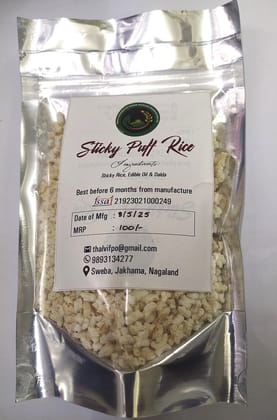 Sticky Puff Rice
Ingredients
Sticky Rice, Edible Oil & Dalda
Best before 6 months from manufacture
fssai 21923021000249
Date of Mfg : 8/5/25
MRP : 100/-
thalvifpo@gmail.com
9893134277
Sweba, Jakhama, Nagaland